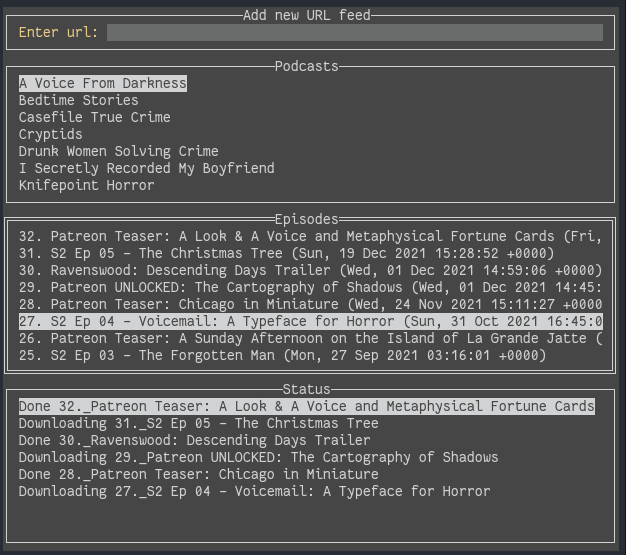 Add new URL feed
Enter url:
Podcasts
A Voice From Darkness
Bedtime Stories
Casefile True Crime
Cryptids
Drunk Women Solving Crime
I Secretly Recorded My Boyfriend
Knifepoint Horror
Episodes
32. Patreon Teaser: A Look & A Voice and Metaphysical Fortune Cards (Fri,
31. S2 Ep 05 – The Christmas Tree (Sun, 19 Dec 2021 15:28:52 +0000)
30. Ravenswood: Descending Days Trailer (Wed, 01 Dec 2021 14:59:06 +0000)
29. Patreon UNLOCKED: The Cartography of Shadows (Wed, 01 Dec 2021 14:45:
28. Patreon Teaser: Chicago in Miniature (Wed, 24 Nov 2021 15:11:27 +0000
27. S2 Ep 04 – Voicemail: A Typeface for Horror (Sun, 31 Oct 2021 16:45:0
26. Patreon Teaser: A Sunday Afternoon on the Island of La Grande Jatte (
25. S2 Ep 03 – The Forgotten Man (Mon, 27 Sep 2021 03:16:01 +0000)
Status
Done 32._Patreon Teaser: A Look & A Voice and Metaphysical Fortune Cards
Downloading 31._S2 Ep 05 – The Christmas Tree
Done 30._Ravenswood: Descending Days Trailer
Downloading 29._Patreon UNLOCKED: The Cartography of Shadows
Done 28._Patreon Teaser: Chicago in Miniature
Downloading 27._S2 Ep 04 – Voicemail: A Typeface for Horror